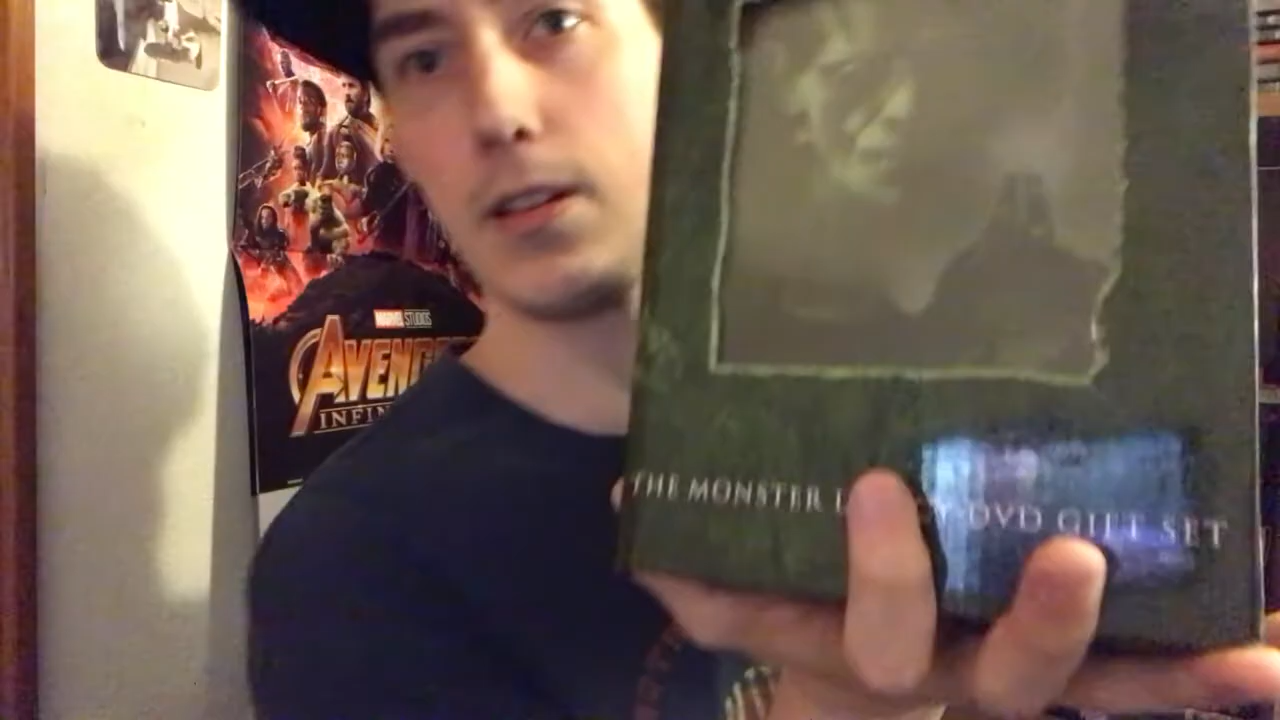 MARVEL STUDIOS
AVENG
INFIN
THE MONSTER L Y DVD GIFT SET